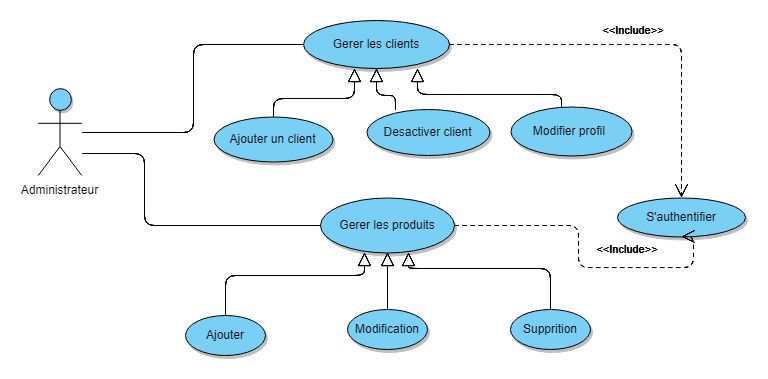 <<Include>>
Gerer les clients
Ajouter un client
Desactiver client
Modifier profil
Administrateur
S'authentifier
Gerer les produits
<<Include>>
Ajouter
Modification
Supprition